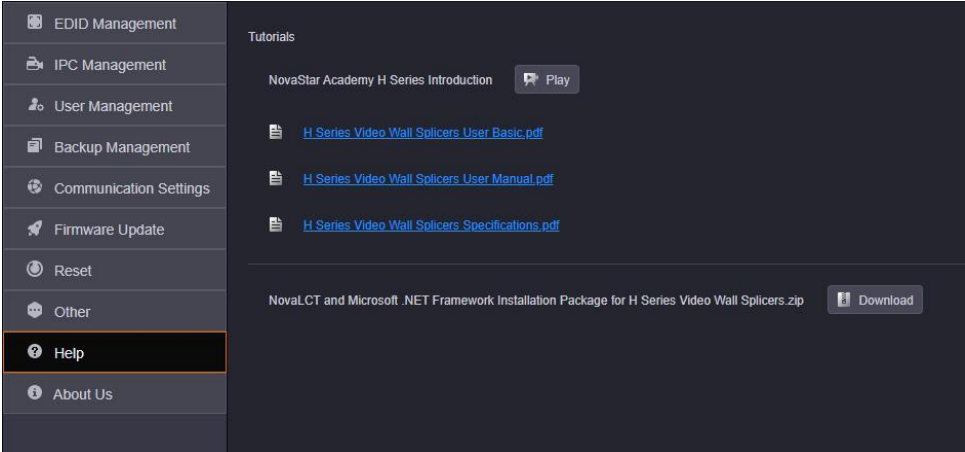 EDID Management
IPC Management
User Management
Backup Management
Communication Settings
Firmware Update
Reset
Other
Help
About Us
Tutorials
NovaStar Academy H Series Introduction Play
H Series Video Wall Splicers User Basic.pdf
H Series Video Wall Splicers User Manual.pdf
H Series Video Wall Splicers Specifications.pdf
NovaLCT and Microsoft .NET Framework Installation Package for H Series Video Wall Splicers.zip Download